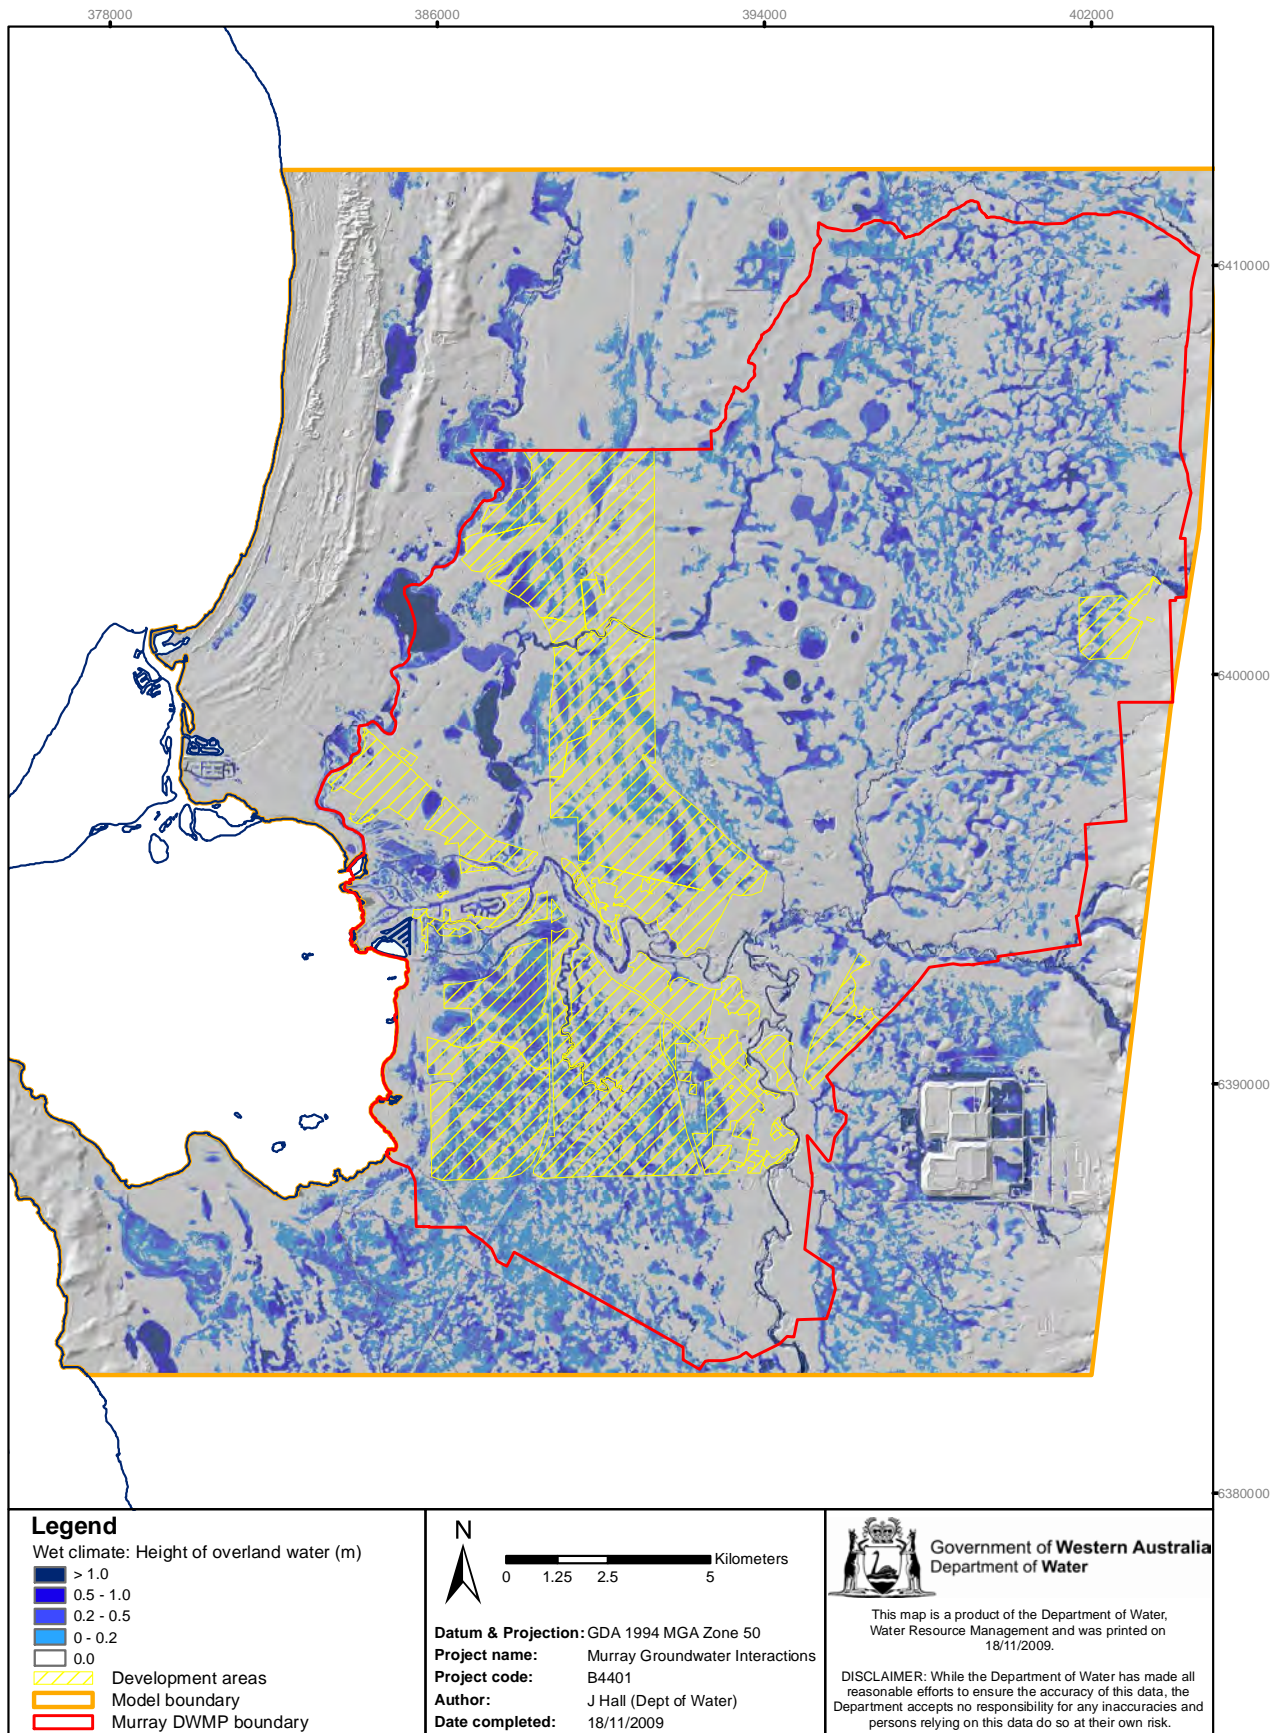 378000 386000 394000 402000
6410000
6400000
6390000
6380000
Legend
Wet climate: Height of overland water (m)
> 1.0
0.5 - 1.0
0.2 - 0.5
0 - 0.2
0.0
Development areas
Model boundary
Murray DWMP boundary
N
Kilometers
0 1.25 2.5 5
Datum & Projection: GDA 1994 MGA Zone 50
Project name: Murray Groundwater Interactions
Project code: B4401
Author: J Hall (Dept of Water)
Date completed: 18/11/2009
Government of Western Australia
Department of Water
This map is a product of the Department of Water,
Water Resource Management and was printed on
18/11/2009.
DISCLAIMER: While the Department of Water has made all
reasonable efforts to ensure the accuracy of this data, the
Department accepts no responsibility for any inaccuracies and
persons relying on this data do so at their own risk.